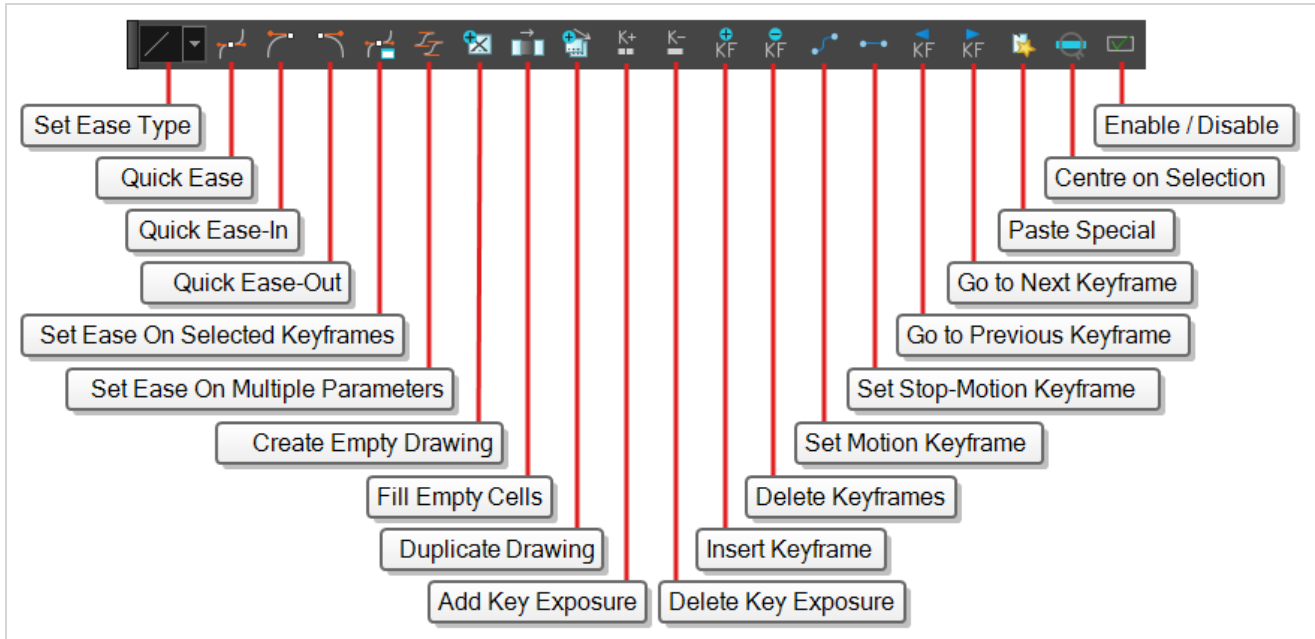 K+
K-
KF
KF
KF
KF
Set Ease Type
Enable / Disable
Quick Ease
Centre on Selection
Quick Ease-In
Paste Special
Quick Ease-Out
Go to Next Keyframe
Set Ease On Selected Keyframes
Go to Previous Keyframe
Set Ease On Multiple Parameters
Set Stop-Motion Keyframe
Create Empty Drawing
Set Motion Keyframe
Fill Empty Cells
Delete Keyframes
Duplicate Drawing
Insert Keyframe
Add Key Exposure
Delete Key Exposure